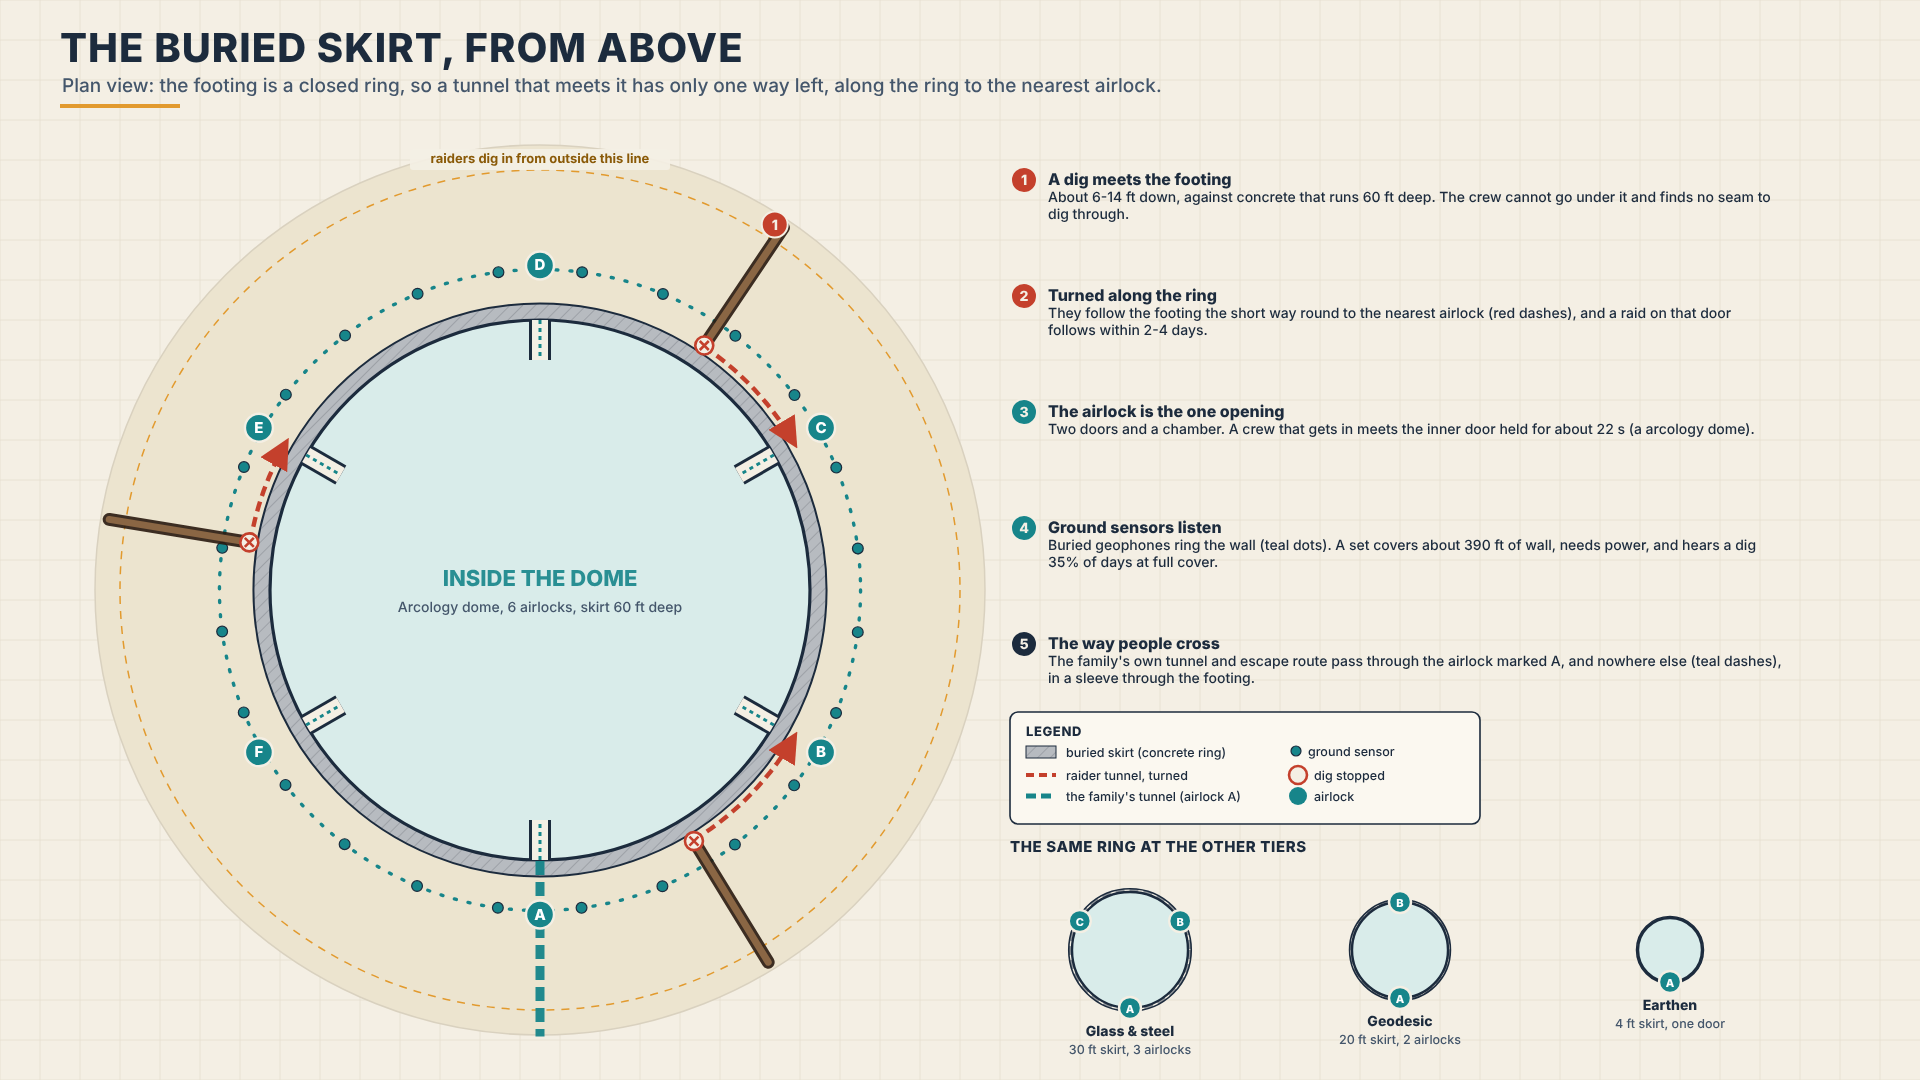 THE BURIED SKIRT, FROM ABOVE
Plan view: the footing is a closed ring, so a tunnel that meets it has only one way left, along the ring to the nearest airlock.
raiders dig in from outside this line
1
D
E
C
INSIDE THE DOME
Arcology dome, 6 airlocks, skirt 60 ft deep
F
B
A
1 A dig meets the footing
About 6-14 ft down, against concrete that runs 60 ft deep. The crew cannot go under it and finds no seam to
dig through.
2 Turned along the ring
They follow the footing the short way round to the nearest airlock (red dashes), and a raid on that door
follows within 2-4 days.
3 The airlock is the one opening
Two doors and a chamber. A crew that gets in meets the inner door held for about 22 s (a arcology dome).
4 Ground sensors listen
Buried geophones ring the wall (teal dots). A set covers about 390 ft of wall, needs power, and hears a dig
35% of days at full cover.
5 The way people cross
The family's own tunnel and escape route pass through the airlock marked A, and nowhere else (teal dashes),
in a sleeve through the footing.
LEGEND
buried skirt (concrete ring)
ground sensor
raider tunnel, turned
dig stopped
the family's tunnel (airlock A)
airlock
THE SAME RING AT THE OTHER TIERS
C
B
A
Glass & steel
30 ft skirt, 3 airlocks
B
A
Geodesic
20 ft skirt, 2 airlocks
A
Earthen
4 ft skirt, one door